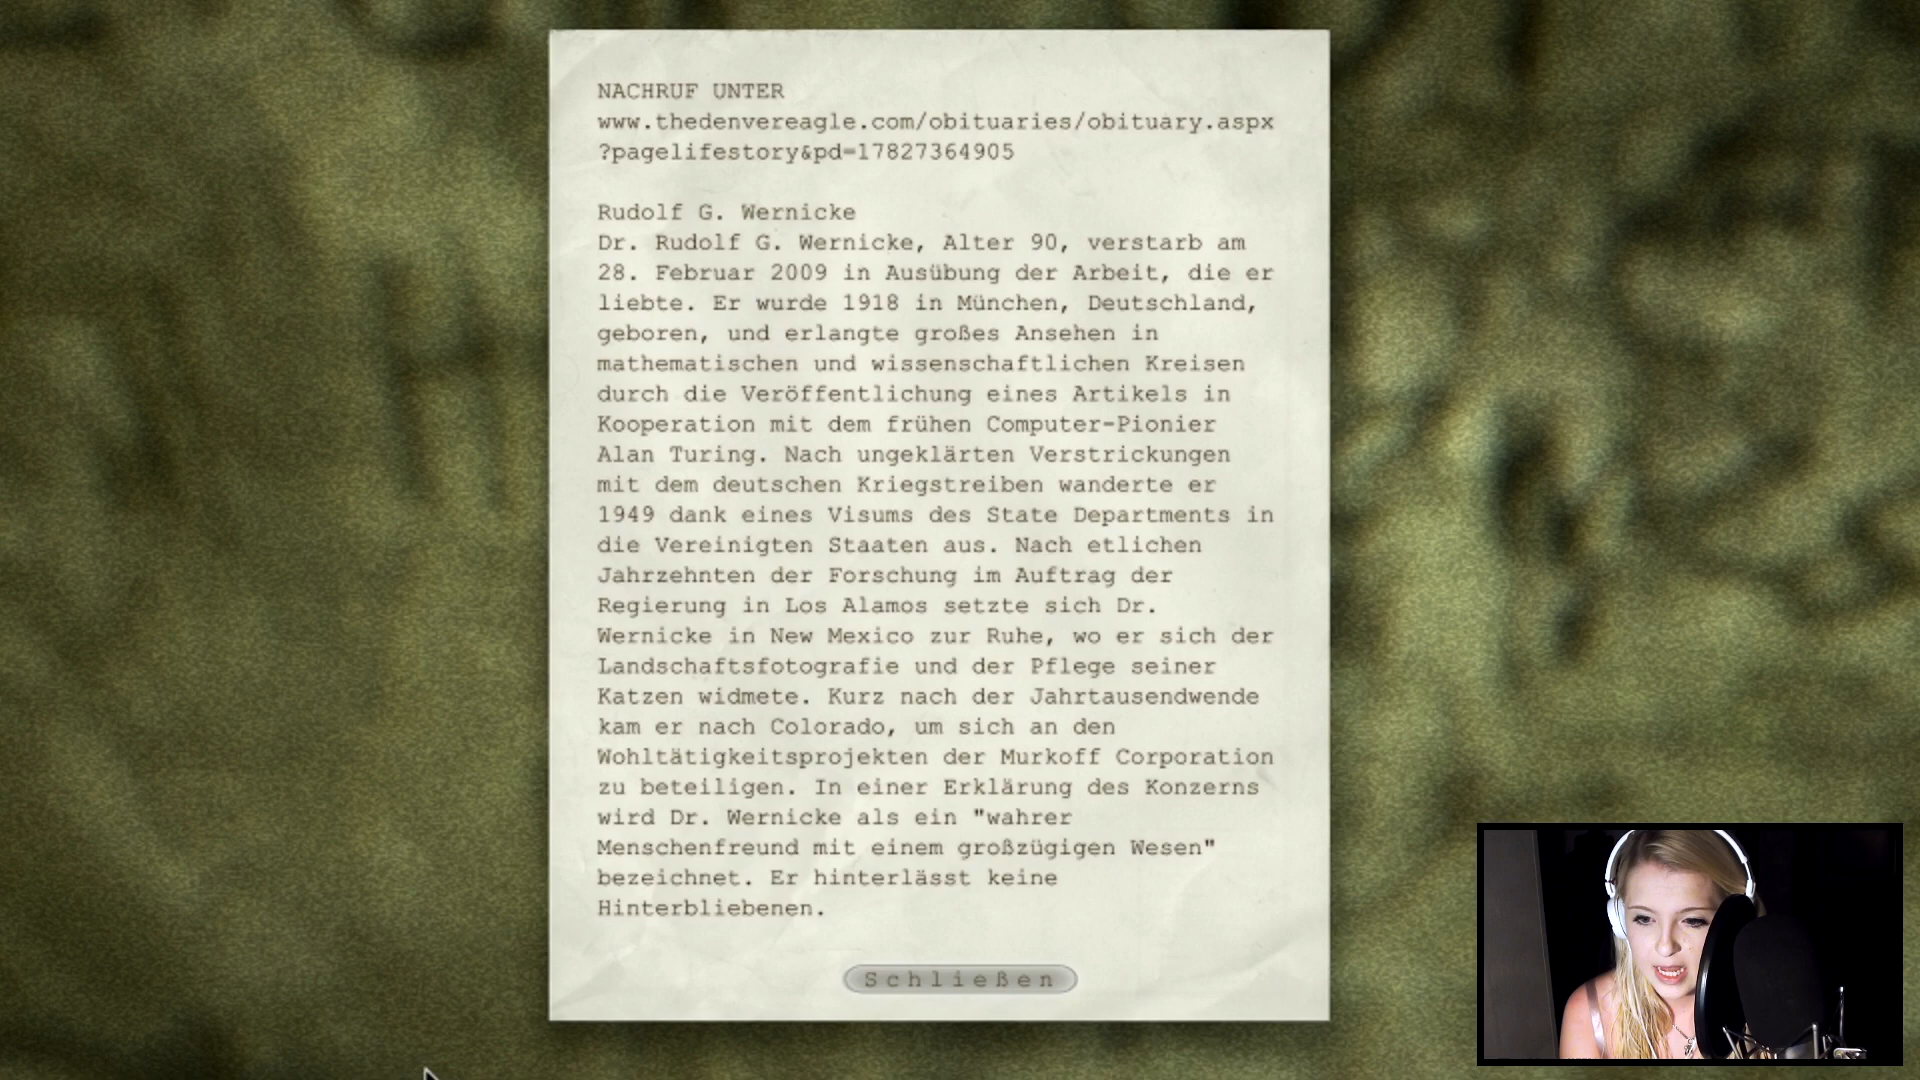 NACHRUF UNTER
www.thedenvereagle.com/obituaries/obituary.aspx
?pagelifestory&pd=17827364905
Rudolf G. Wernicke
Dr. Rudolf G. Wernicke, Alter 90, verstarb am
28. Februar 2009 in Ausübung der Arbeit, die er
liebte. Er wurde 1918 in München, Deutschland,
geboren, und erlangte großes Ansehen in
mathematischen und wissenschaftlichen Kreisen
durch die Veröffentlichung eines Artikels in
Kooperation mit dem frühen Computer-Pionier
Alan Turing. Nach ungeklärten Verstrickungen
mit dem deutschen Kriegstreiben wanderte er
1949 dank eines Visums des State Departments in
die Vereinigten Staaten aus. Nach etlichen
Jahrzehnten der Forschung im Auftrag der
Regierung in Los Alamos setzte sich Dr.
Wernicke in New Mexico zur Ruhe, wo er sich der
Landschaftsfotografie und der Pflege seiner
Katzen widmete. Kurz nach der Jahrtausendwende
kam er nach Colorado, um sich an den
Wohltätigkeitsprojekten der Murkoff Corporation
zu beteiligen. In einer Erklärung des Konzerns
wird Dr. Wernicke als ein "wahrer
Menschenfreund mit einem großzügigen Wesen"
bezeichnet. Er hinterlässt keine
Hinterbliebenen.
Schließen